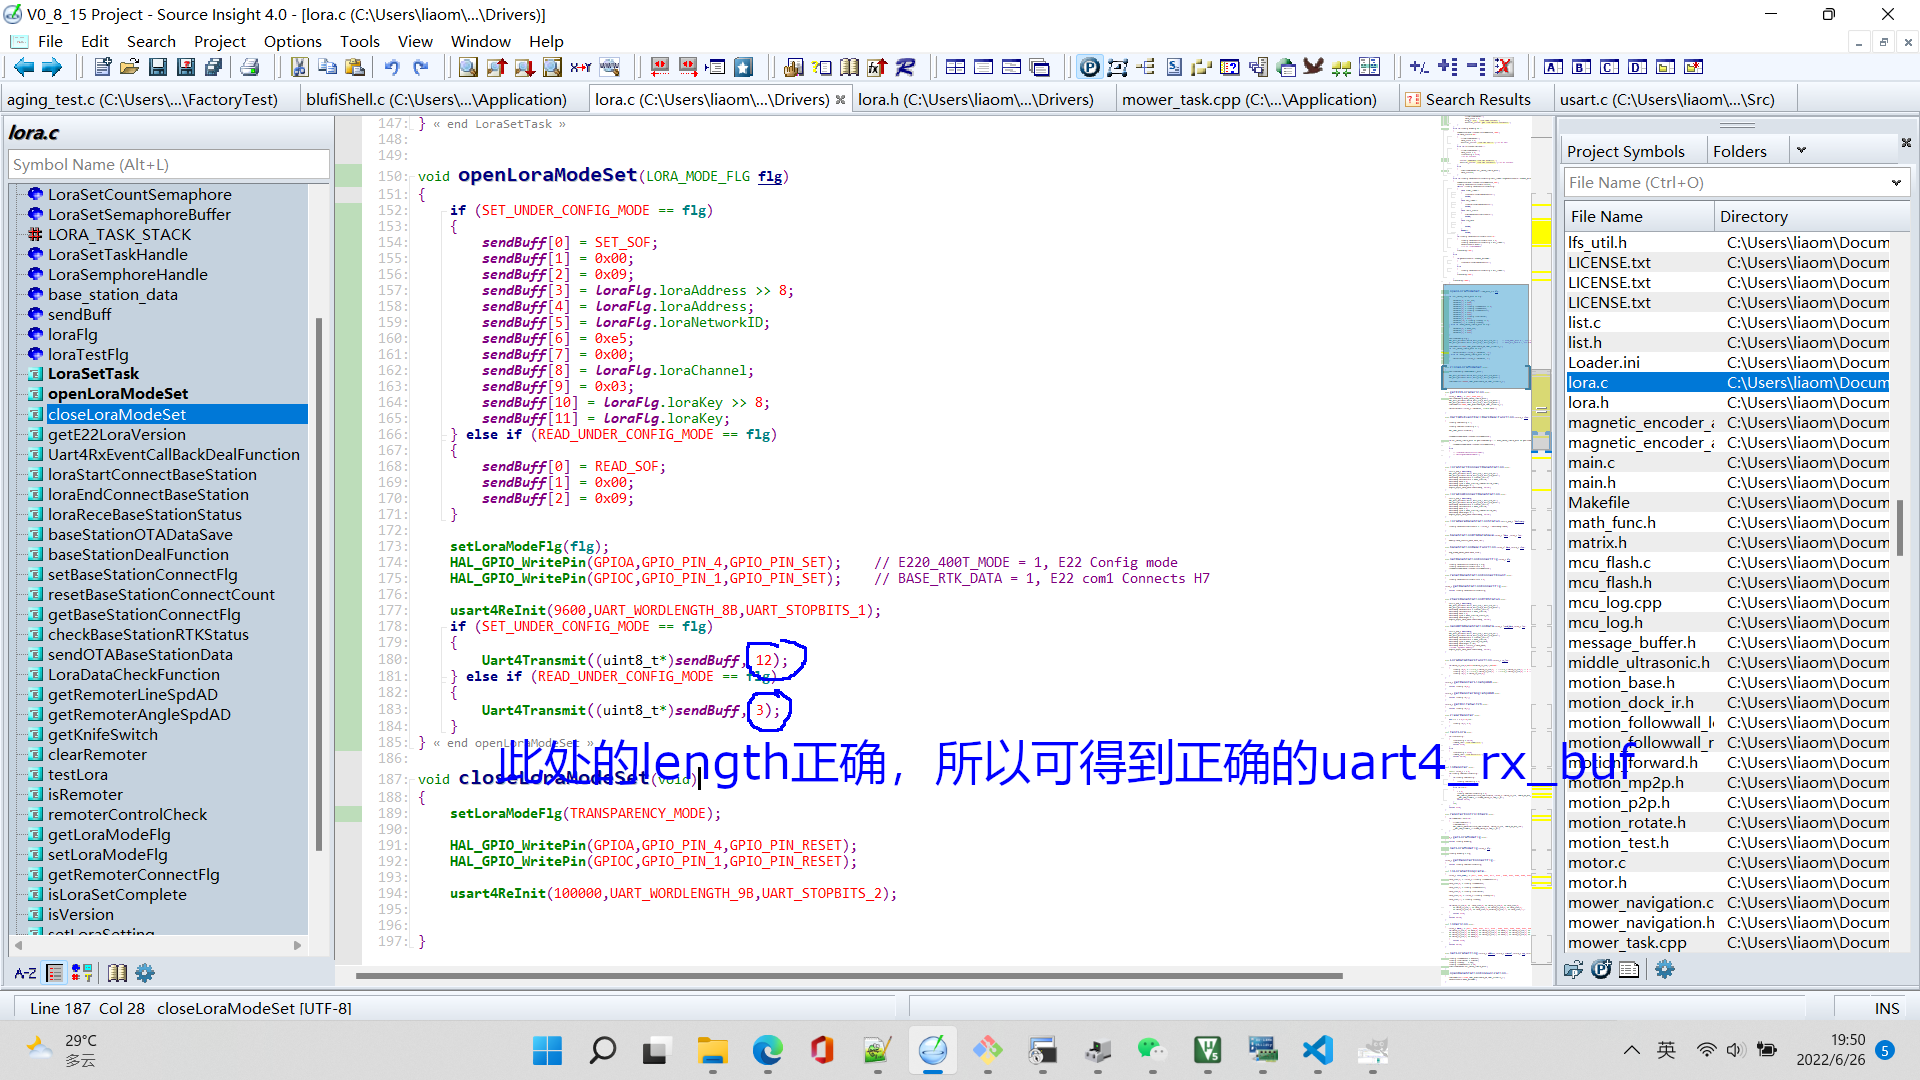 V0_8_15 Project - Source Insight 4.0 - [lora.c (C:\Users\liaom\...\Drivers)]
File Edit Search Project Options Tools View Window Help
aging_test.c (C:\Users\...\FactoryTest) blufiShell.c (C:\Users\...\Application) lora.c (C:\Users\liaom\...\Drivers) lora.h (C:\Users\liaom\...\Drivers) mower_task.cpp (C:\...\Application) Search Results usart.c (C:\Users\liaom\...\Src)
lora.c
Symbol Name (Alt+L)
LoraSetCountSemaphore
LoraSetSemaphoreBuffer
LORA_TASK_STACK
LoraSetTaskHandle
LoraSemphoreHandle
base_station_data
sendBuff
loraFlg
loraTestFlg
LoraSetTask
openLoraModeSet
closeLoraModeSet
getE22LoraVersion
Uart4RxEventCallBackDealFunction
loraStartConnectBaseStation
loraEndConnectBaseStation
loraReceBaseStationStatus
baseStationOTADataSave
baseStationDealFunction
setBaseStationConnectFlg
resetBaseStationConnectCount
getBaseStationConnectFlg
checkBaseStationRTKStatus
sendOTABaseStationData
LoraDataCheckFunction
getRemoterLineSpdAD
getRemoterAngleSpdAD
getKnifeSwitch
clearRemoter
testLora
isRemoter
remoterControlCheck
getLoraModeFlg
setLoraModeFlg
getRemoterConnectFlg
isLoraSetComplete
isVersion
setLoraSetting
A-Z
147: } « end LoraSetTask »
148:
149:
150: void openLoraModeSet(LORA_MODE_FLG flg)
151: {
152: if (SET_UNDER_CONFIG_MODE == flg)
153: {
154: sendBuff[0] = SET_SOF;
155: sendBuff[1] = 0x00;
156: sendBuff[2] = 0x09;
157: sendBuff[3] = loraFlg.loraAddress >> 8;
158: sendBuff[4] = loraFlg.loraAddress;
159: sendBuff[5] = loraFlg.loraNetworkID;
160: sendBuff[6] = 0xe5;
161: sendBuff[7] = 0x00;
162: sendBuff[8] = loraFlg.loraChannel;
163: sendBuff[9] = 0x03;
164: sendBuff[10] = loraFlg.loraKey >> 8;
165: sendBuff[11] = loraFlg.loraKey;
166: } else if (READ_UNDER_CONFIG_MODE == flg)
167: {
168: sendBuff[0] = READ_SOF;
169: sendBuff[1] = 0x00;
170: sendBuff[2] = 0x09;
171: }
172:
173: setLoraModeFlg(flg);
174: HAL_GPIO_WritePin(GPIOA,GPIO_PIN_4,GPIO_PIN_SET); // E220_400T_MODE = 1, E22 Config mode
175: HAL_GPIO_WritePin(GPIOC,GPIO_PIN_1,GPIO_PIN_SET); // BASE_RTK_DATA = 1, E22 com1 Connects H7
176:
177: usart4ReInit(9600,UART_WORDLENGTH_8B,UART_STOPBITS_1);
178: if (SET_UNDER_CONFIG_MODE == flg)
179: {
180: Uart4Transmit((uint8_t*)sendBuff, 12);
181: } else if (READ_UNDER_CONFIG_MODE == flg)
182: {
183: Uart4Transmit((uint8_t*)sendBuff, 3);
184: }
185: } « end openLoraModeSet »
186:
此处的length正确，所以可得到正确的uart4_rx_buf
187: void closeLoraModeSet(void)
188: {
189: setLoraModeFlg(TRANSPARENCY_MODE);
190:
191: HAL_GPIO_WritePin(GPIOA,GPIO_PIN_4,GPIO_PIN_RESET);
192: HAL_GPIO_WritePin(GPIOC,GPIO_PIN_1,GPIO_PIN_RESET);
193:
194: usart4ReInit(100000,UART_WORDLENGTH_9B,UART_STOPBITS_2);
195:
196:
197: }
Project Symbols Folders
File Name (Ctrl+O)
File Name Directory
lfs_util.h C:\Users\liaom\Docum
LICENSE.txt C:\Users\liaom\Docum
LICENSE.txt C:\Users\liaom\Docum
LICENSE.txt C:\Users\liaom\Docum
list.c C:\Users\liaom\Docum
list.h C:\Users\liaom\Docum
Loader.ini C:\Users\liaom\Docum
lora.c C:\Users\liaom\Docum
lora.h C:\Users\liaom\Docum
magnetic_encoder_a C:\Users\liaom\Docum
magnetic_encoder_a C:\Users\liaom\Docum
main.c C:\Users\liaom\Docum
main.h C:\Users\liaom\Docum
Makefile C:\Users\liaom\Docum
math_func.h C:\Users\liaom\Docum
matrix.h C:\Users\liaom\Docum
mcu_flash.c C:\Users\liaom\Docum
mcu_flash.h C:\Users\liaom\Docum
mcu_log.cpp C:\Users\liaom\Docum
mcu_log.h C:\Users\liaom\Docum
message_buffer.h C:\Users\liaom\Docum
middle_ultrasonic.h C:\Users\liaom\Docum
motion_base.h C:\Users\liaom\Docum
motion_dock_ir.h C:\Users\liaom\Docum
motion_followwall_l C:\Users\liaom\Docum
motion_followwall_r C:\Users\liaom\Docum
motion_forward.h C:\Users\liaom\Docum
motion_mp2p.h C:\Users\liaom\Docum
motion_p2p.h C:\Users\liaom\Docum
motion_rotate.h C:\Users\liaom\Docum
motion_test.h C:\Users\liaom\Docum
motor.c C:\Users\liaom\Docum
motor.h C:\Users\liaom\Docum
mower_navigation.c C:\Users\liaom\Docum
mower_navigation.h C:\Users\liaom\Docum
mower_task.cpp C:\Users\liaom\Docum
Line 187 Col 28 closeLoraModeSet [UTF-8] INS
29°C
多云
英
19:50
2022/6/26
5